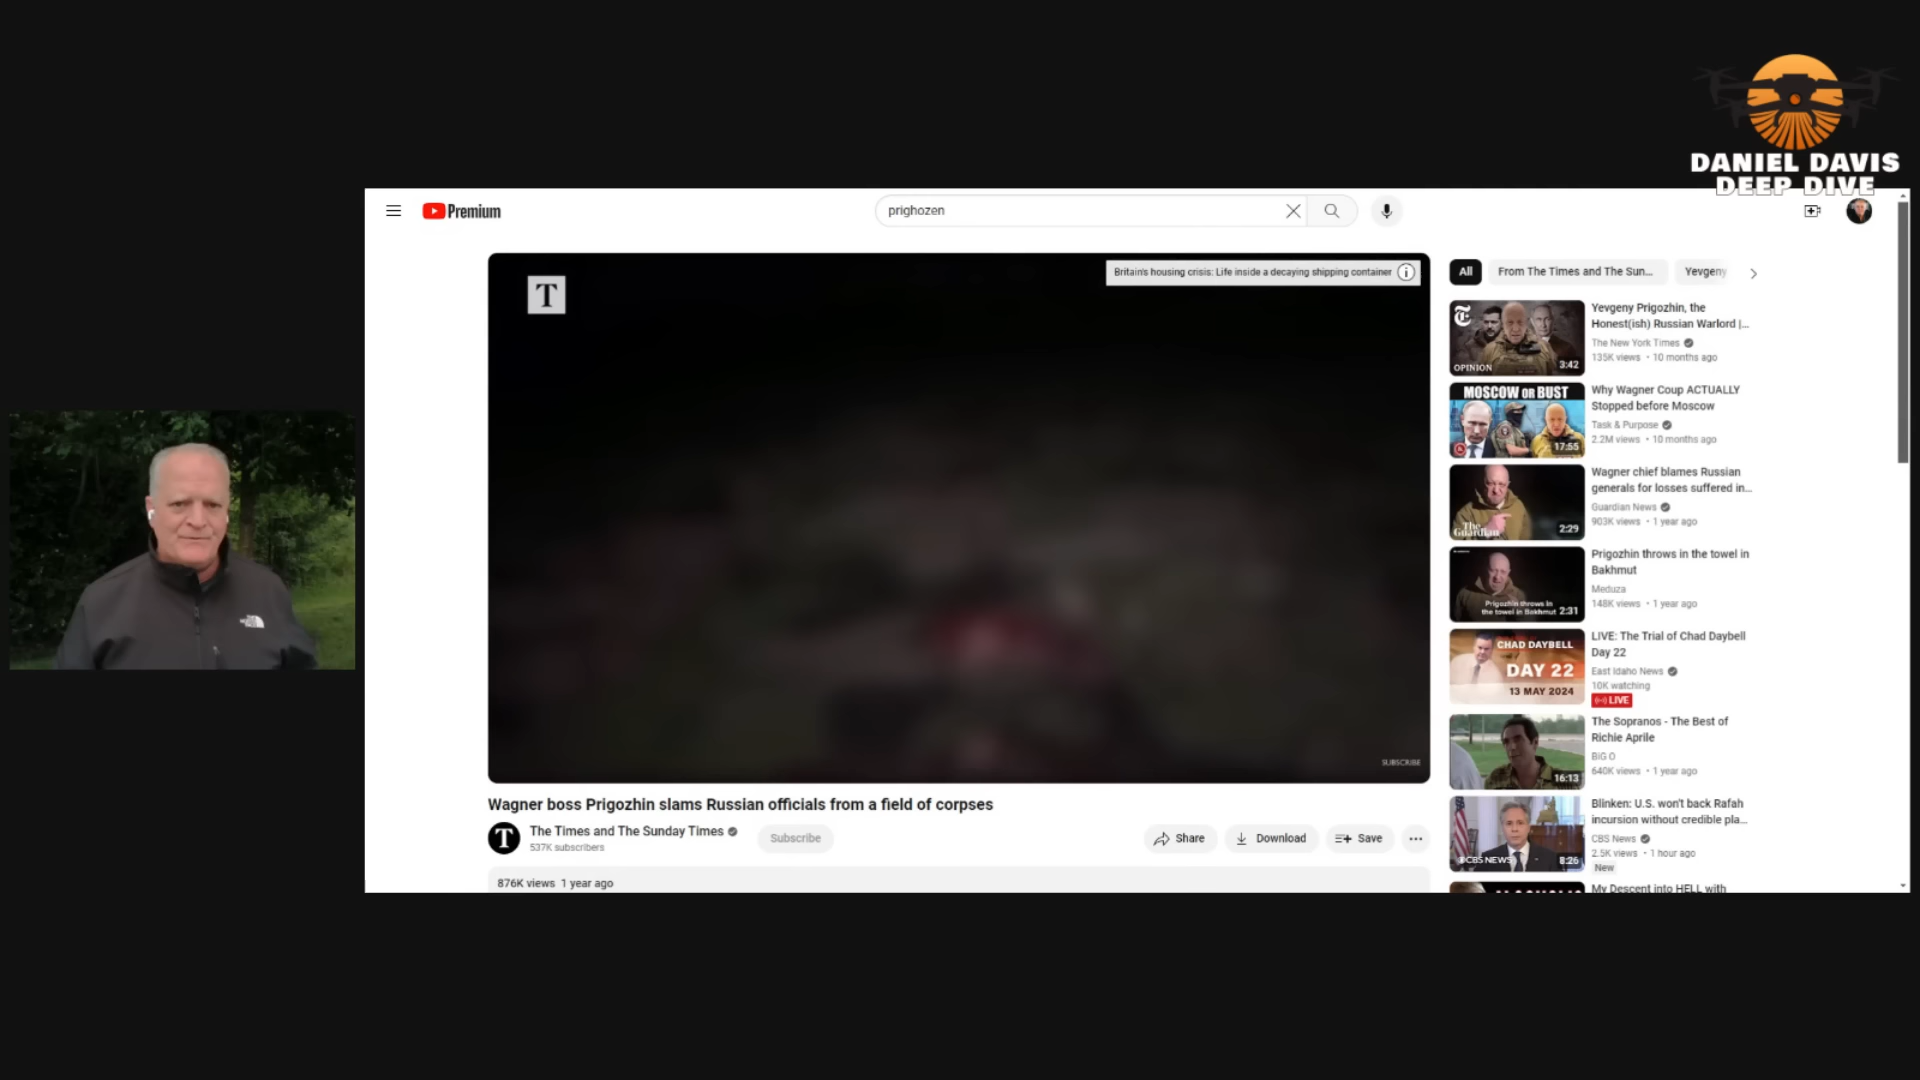 DANIEL DAVIS
DEEP DIVE
Premium
prighozen
T
Britain's housing crisis: Life inside a decaying shipping container
SUBSCRIBE
Wagner boss Prigozhin slams Russian officials from a field of corpses
T
The Times and The Sunday Times
537K subscribers
Subscribe
Share
Download
Save
876K views 1 year ago
All
From The Times and The Sun...
Yevgeny
OPINION
3:42
Yevgeny Prigozhin, the
Honest(ish) Russian Warlord |...
The New York Times
135K views • 10 months ago
MOSCOW OR BUST
17:55
Why Wagner Coup ACTUALLY
Stopped before Moscow
Task & Purpose
2.2M views • 10 months ago
The
Guardian
2:29
Wagner chief blames Russian
generals for losses suffered in...
Guardian News
903K views • 1 year ago
Prigozhin throws in
the towel in Bakhmut
2:31
Prigozhin throws in the towel in
Bakhmut
Meduza
148K views • 1 year ago
CHAD DAYBELL
DAY 22
13 MAY 2024
LIVE: The Trial of Chad Daybell
Day 22
East Idaho News
10K watching
LIVE
16:13
The Sopranos - The Best of
Richie Aprile
BIG O
640K views • 1 year ago
CBS NEWS
8:26
Blinken: U.S. won't back Rafah
incursion without credible pla...
CBS News
2.5K views • 1 hour ago
New
My Descent into HELL with